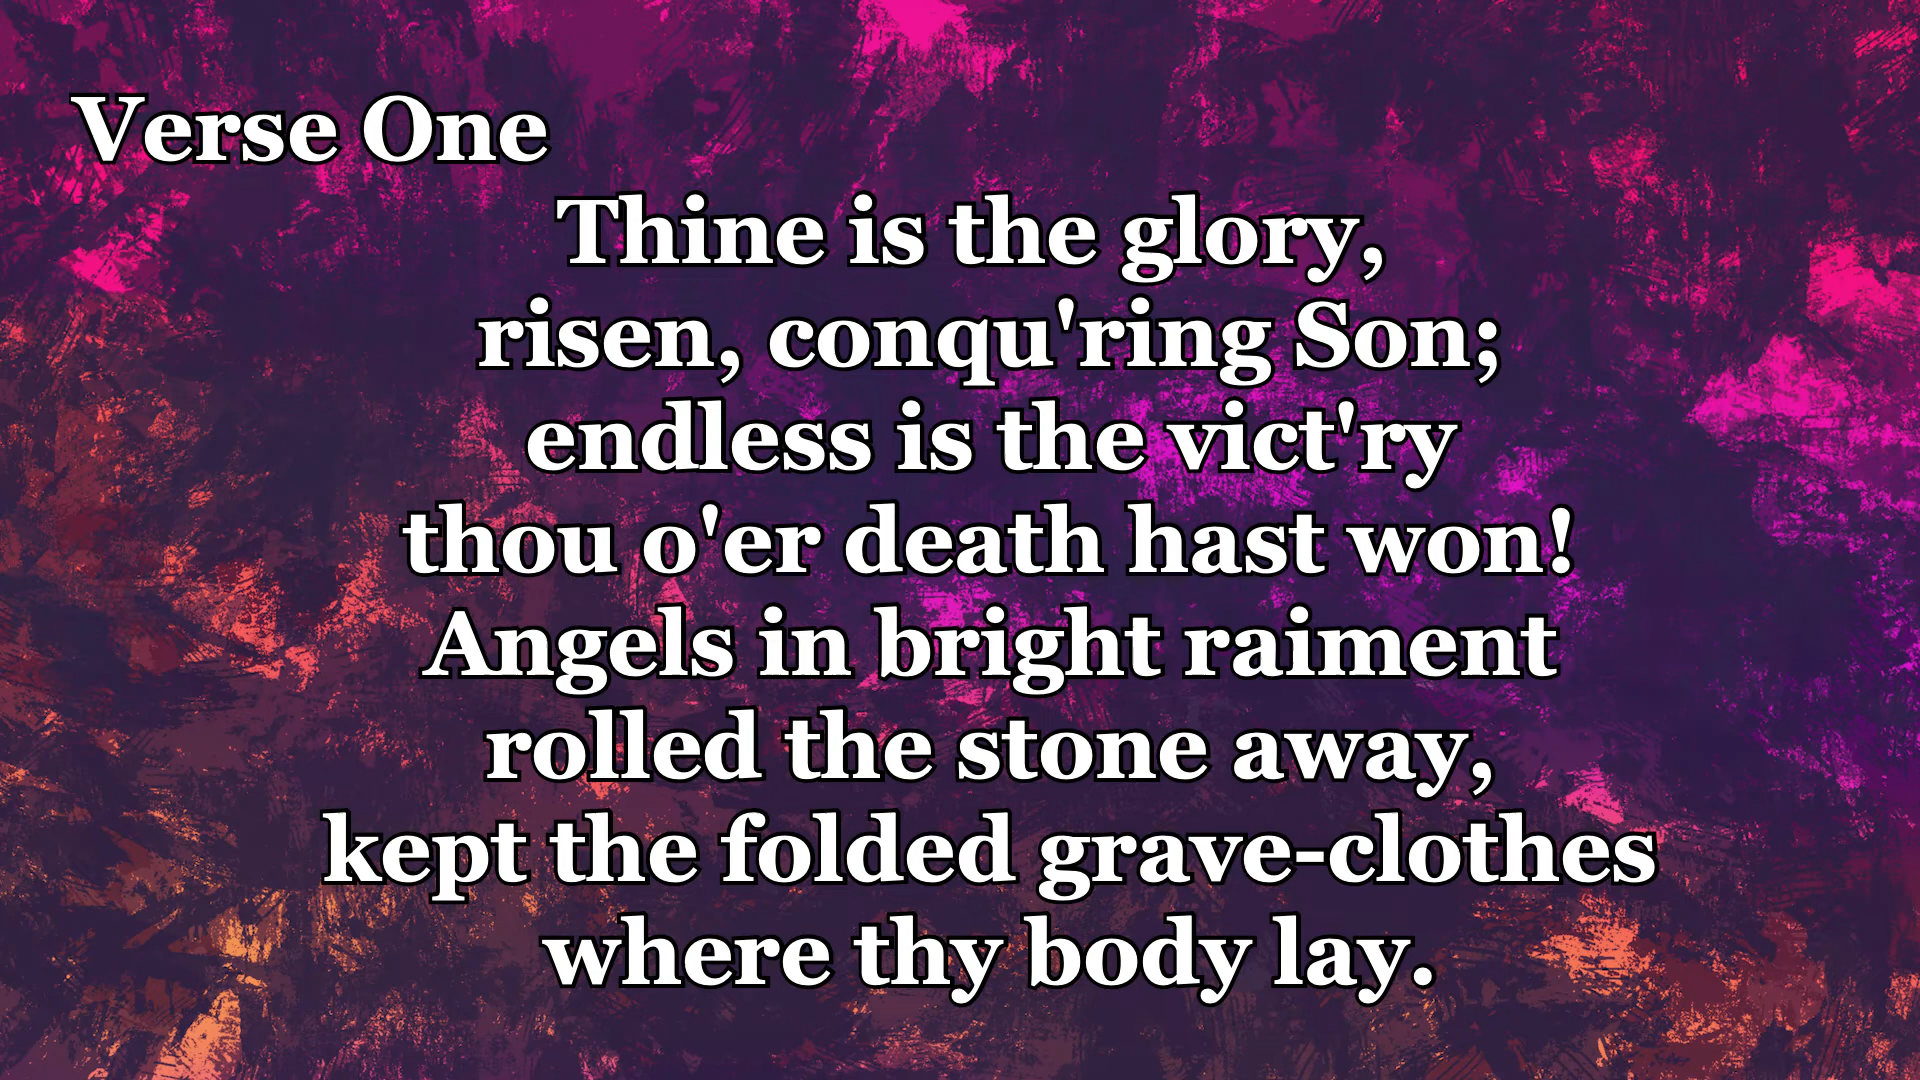 Verse One
Thine is the glory,
risen, conqu'ring Son;
endless is the vict'ry
thou o'er death hast won!
Angels in bright raiment
rolled the stone away,
kept the folded grave-clothes
where thy body lay.